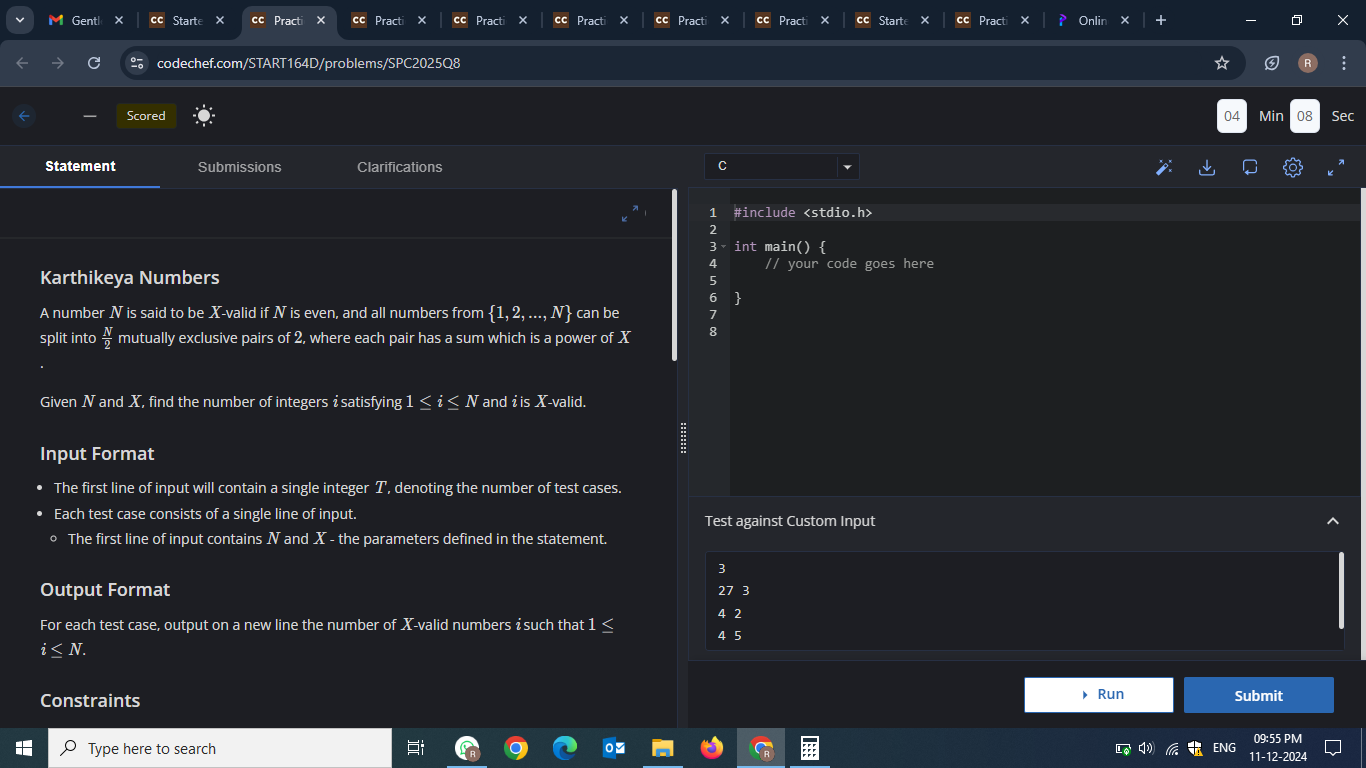 Gentl
Starte
Practi
Practi
Practi
Practi
Practi
Practi
Starte
Practi
Onlin
codechef.com/START164D/problems/SPC2025Q8
R
Scored
04 Min 08 Sec
Statement
Submissions
Clarifications
C
Karthikeya Numbers
A number N is said to be X-valid if N is even, and all numbers from {1, 2, ..., N} can be
split into N/2 mutually exclusive pairs of 2, where each pair has a sum which is a power of X
.
Given N and X, find the number of integers i satisfying 1 ≤ i ≤ N and i is X-valid.
Input Format
• The first line of input will contain a single integer T, denoting the number of test cases.
• Each test case consists of a single line of input.
◦ The first line of input contains N and X - the parameters defined in the statement.
Output Format
For each test case, output on a new line the number of X-valid numbers i such that 1 ≤
i ≤ N.
Constraints
1 #include <stdio.h>
2
3 int main() {
4     // your code goes here
5
6 }
7
8
Test against Custom Input
3
27 3
4 2
4 5
Run
Submit
Type here to search
R
R
ENG
09:55 PM
11-12-2024